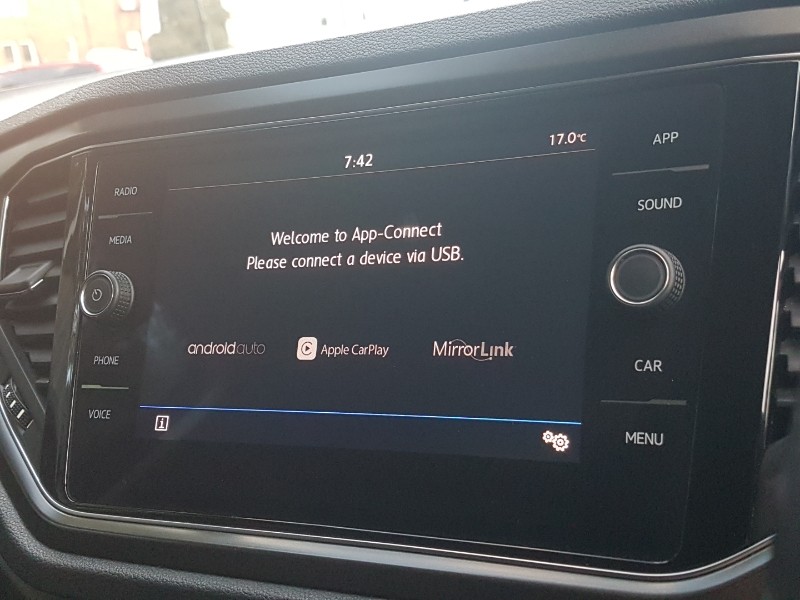 7:42
17.0°C
RADIO
MEDIA
PHONE
VOICE
Welcome to App-Connect
Please connect a device via USB.
androidauto
Apple CarPlay
MirrorLink
i
APP
SOUND
CAR
MENU